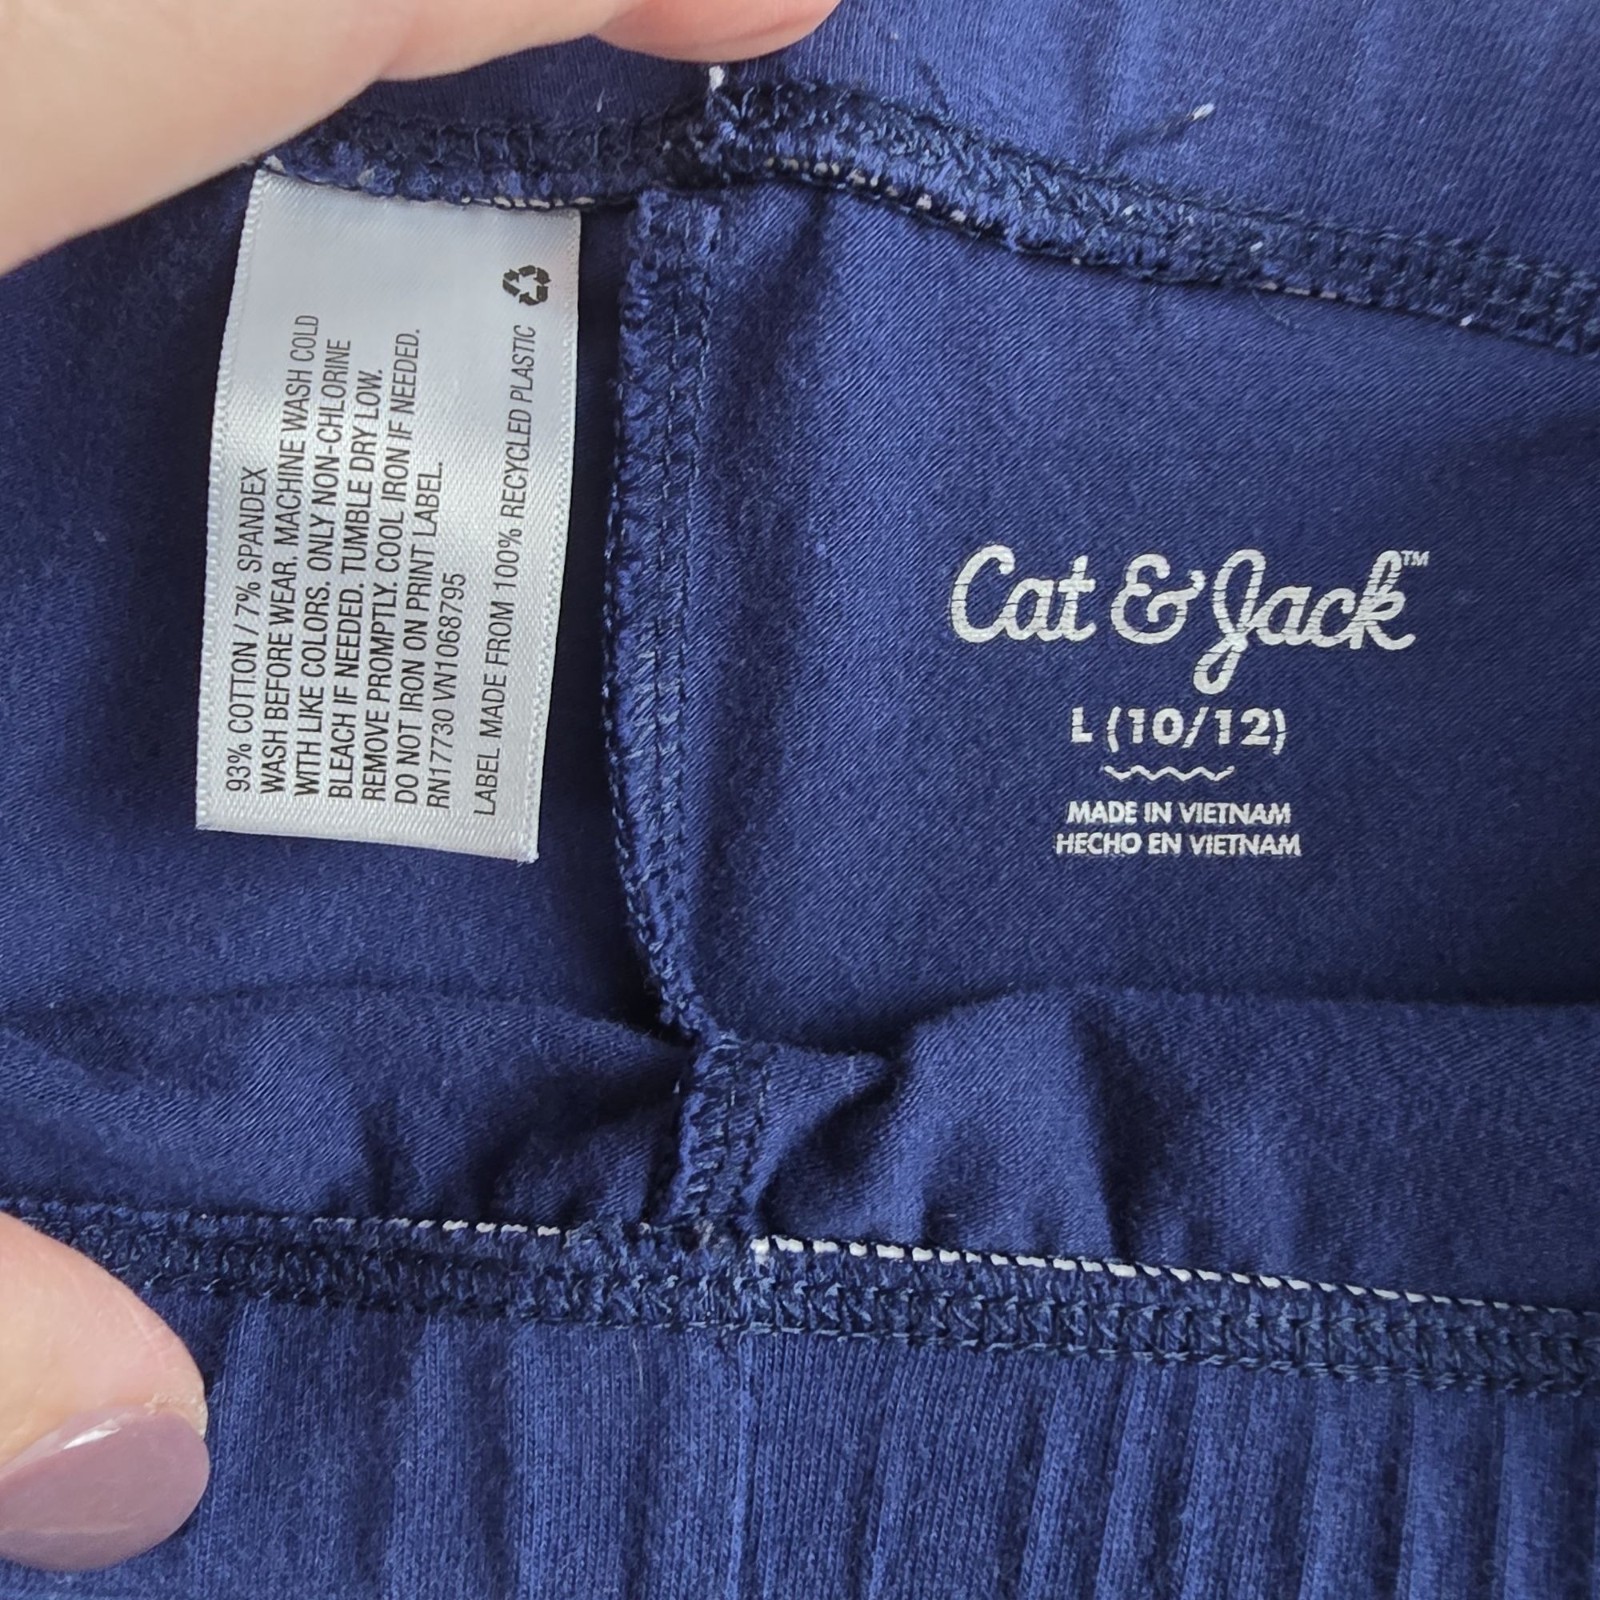 93% COTTON / 7% SPANDEX
WASH BEFORE WEAR. MACHINE WASH COLD
WITH LIKE COLORS. ONLY NON-CHLORINE
BLEACH IF NEEDED. TUMBLE DRY LOW.
REMOVE PROMPTLY. COOL IRON IF NEEDED.
DO NOT IRON ON PRINT LABEL.
RN17730 VN10687​95
LABEL MADE FROM 100% RECYCLED PLASTIC
Cat & Jack™
L (10/12)
MADE IN VIETNAM
HECHO EN VIETNAM